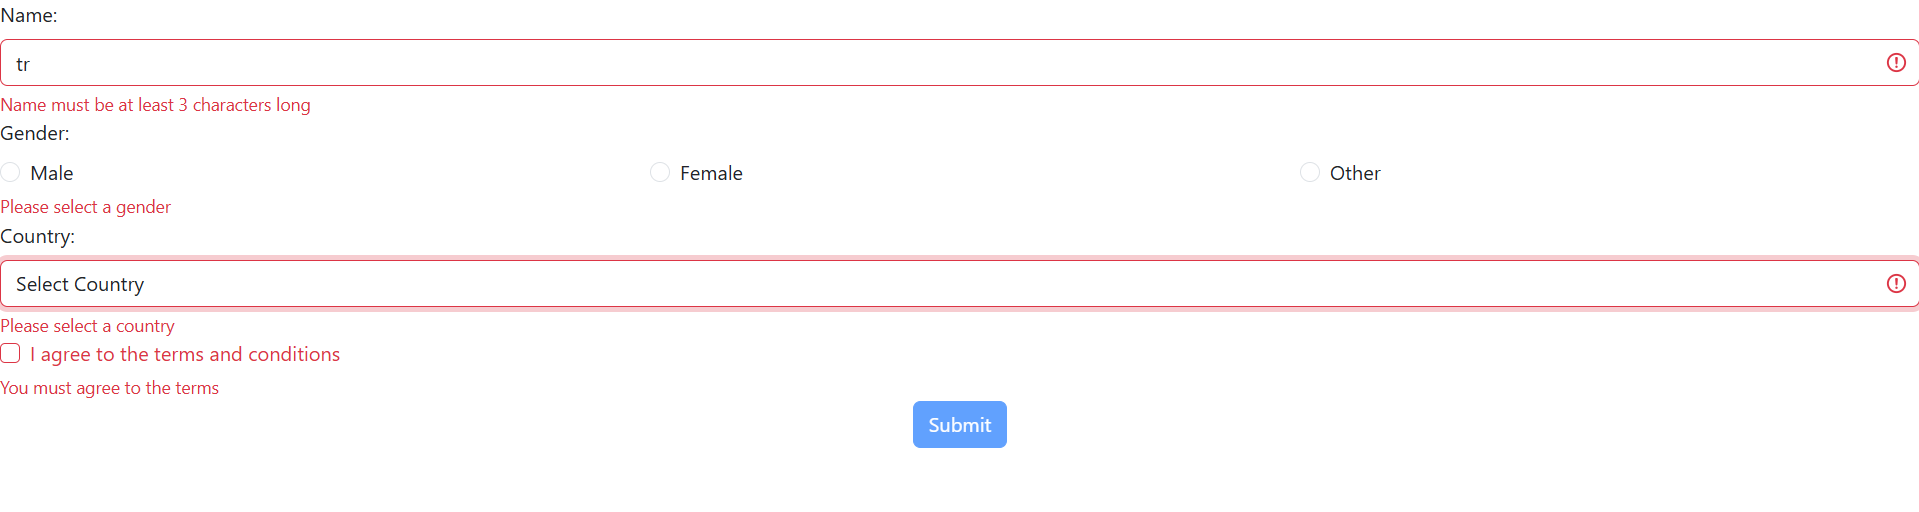 Name:
tr
Name must be at least 3 characters long
Gender:
Male Female Other
Please select a gender
Country:
Select Country
Please select a country
I agree to the terms and conditions
You must agree to the terms
Submit